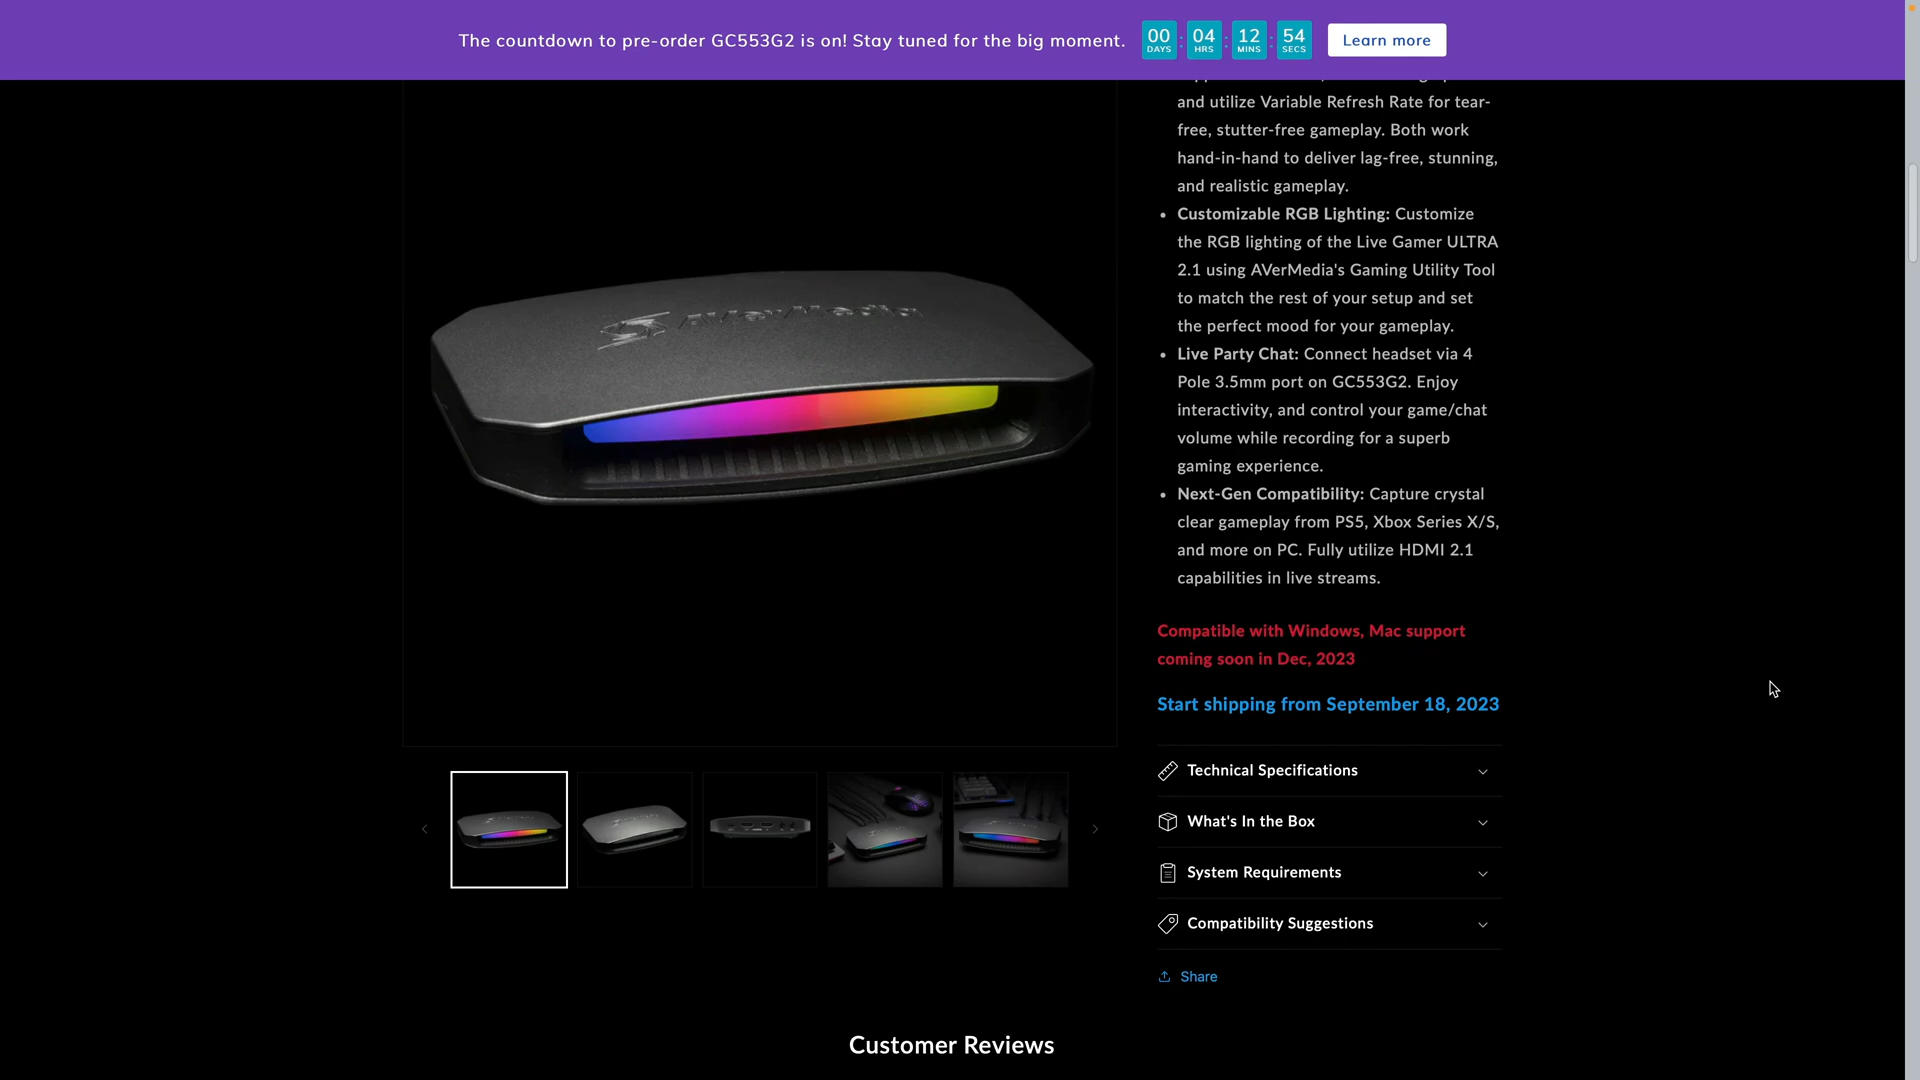 The countdown to pre-order GC553G2 is on! Stay tuned for the big moment.
00 : 04 : 12 : 54
DAYS HRS MINS SECS
Learn more
and utilize Variable Refresh Rate for tear-
free, stutter-free gameplay. Both work
hand-in-hand to deliver lag-free, stunning,
and realistic gameplay.
• Customizable RGB Lighting: Customize
the RGB lighting of the Live Gamer ULTRA
2.1 using AVerMedia's Gaming Utility Tool
to match the rest of your setup and set
the perfect mood for your gameplay.
• Live Party Chat: Connect headset via 4
Pole 3.5mm port on GC553G2. Enjoy
interactivity, and control your game/chat
volume while recording for a superb
gaming experience.
• Next-Gen Compatibility: Capture crystal
clear gameplay from PS5, Xbox Series X/S,
and more on PC. Fully utilize HDMI 2.1
capabilities in live streams.
Compatible with Windows, Mac support
coming soon in Dec, 2023
Start shipping from September 18, 2023
Technical Specifications
What's In the Box
System Requirements
Compatibility Suggestions
Share
AVerMedia
Customer Reviews